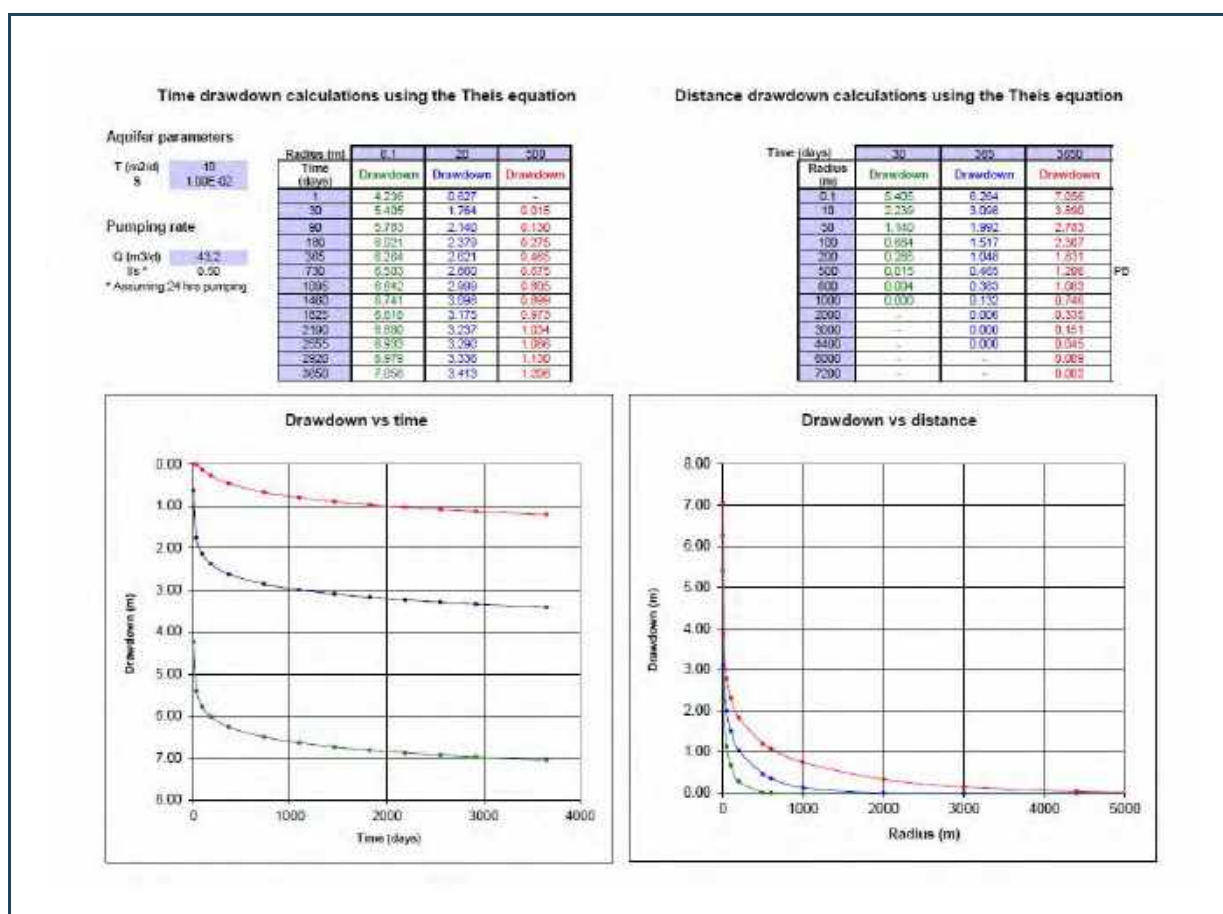 Time drawdown calculations using the Theis equation
Aquifer parameters
T (m2/d) 10
S 1.00E-02
Pumping rate
Q (m3/d) 43.2
l/s * 0.50
* Assuming 24 hrs pumping
Radius (m) 0.1 20 500
Time (days) Drawdown Drawdown Drawdown
1 4.236 0.627 -
30 5.405 1.764 0.015
90 5.783 2.140 0.130
180 6.021 2.379 0.275
365 6.264 2.621 0.465
730 6.503 2.860 0.675
1095 6.642 2.999 0.805
1460 6.741 3.098 0.899
1825 6.818 3.175 0.973
2190 6.880 3.237 1.034
2555 6.933 3.290 1.086
2920 6.979 3.336 1.130
3650 7.056 3.413 1.206
Distance drawdown calculations using the Theis equation
Time (days) 30 365 3650
Radius (m) Drawdown Drawdown Drawdown
0.1 5.405 6.264 7.056
10 2.239 3.098 3.890
50 1.140 1.992 2.783
100 0.684 1.517 2.307
200 0.285 1.048 1.831
500 0.015 0.465 1.206 PB
600 0.004 0.363 1.083
1000 0.000 0.132 0.746
2000 - 0.006 0.335
3000 - 0.000 0.151
4400 - 0.000 0.045
6000 - - 0.009
7200 - -
Drawdown vs time
0.00
1.00
2.00
3.00
4.00
5.00
6.00
7.00
8.00
Drawdown (m)
0 1000 2000 3000 4000
Time (days)
Drawdown vs distance
8.00
7.00
6.00
5.00
4.00
3.00
2.00
1.00
0.00
Drawdown (m)
0 1000 2000 3000 4000 5000
Radius (m)